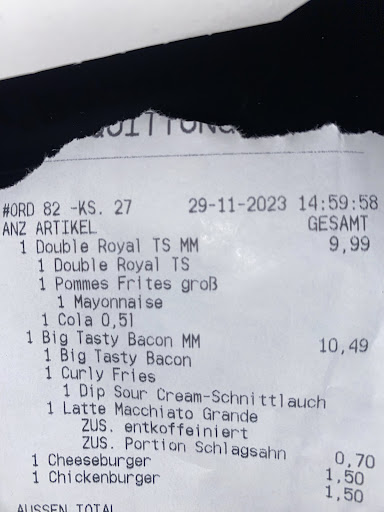 QUITTUNG
#ORD 82 -KS. 27 29-11-2023 14:59:58
ANZ ARTIKEL GESAMT
1 Double Royal TS MM 9,99
1 Double Royal TS
1 Pommes Frites groß
1 Mayonnaise
1 Cola 0,5l
1 Big Tasty Bacon MM 10,49
1 Big Tasty Bacon
1 Curly Fries
1 Dip Sour Cream-Schnittlauch
1 Latte Macchiato Grande
ZUS. entkoffeiniert
ZUS. Portion Schlagsahn 0,70
1 Cheeseburger 1,50
1 Chickenburger 1,50
AUSSEN TOTAL